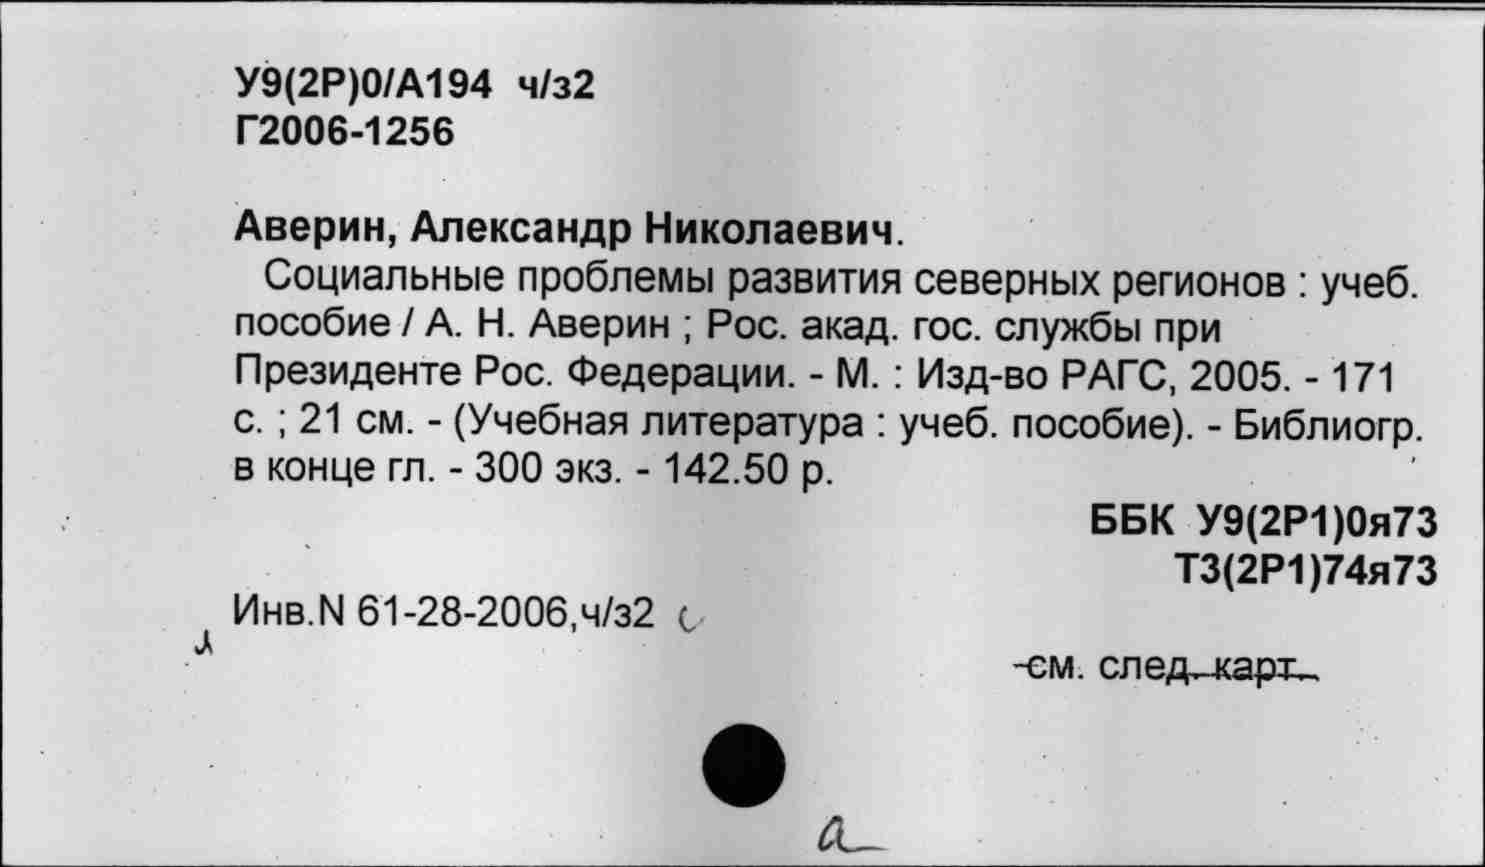 У9(2Р)0/А194 ч/з2
Г2006-1256
Аверин, Александр Николаевич.
Социальные проблемы развития северных регионов : учеб.
пособие / А. Н. Аверин ; Рос. акад. гос. службы при
Президенте Рос. Федерации. - М. : Изд-во РАГС, 2005. - 171
с. ; 21 см. - (Учебная литература : учеб. пособие). - Библиогр.
в конце гл. - 300 экз. - 142.50 р.
ББК У9(2Р1)0я73
Т3(2Р1)74я73
Инв.N 61-28-2006,ч/з2
см. след. карт.
а